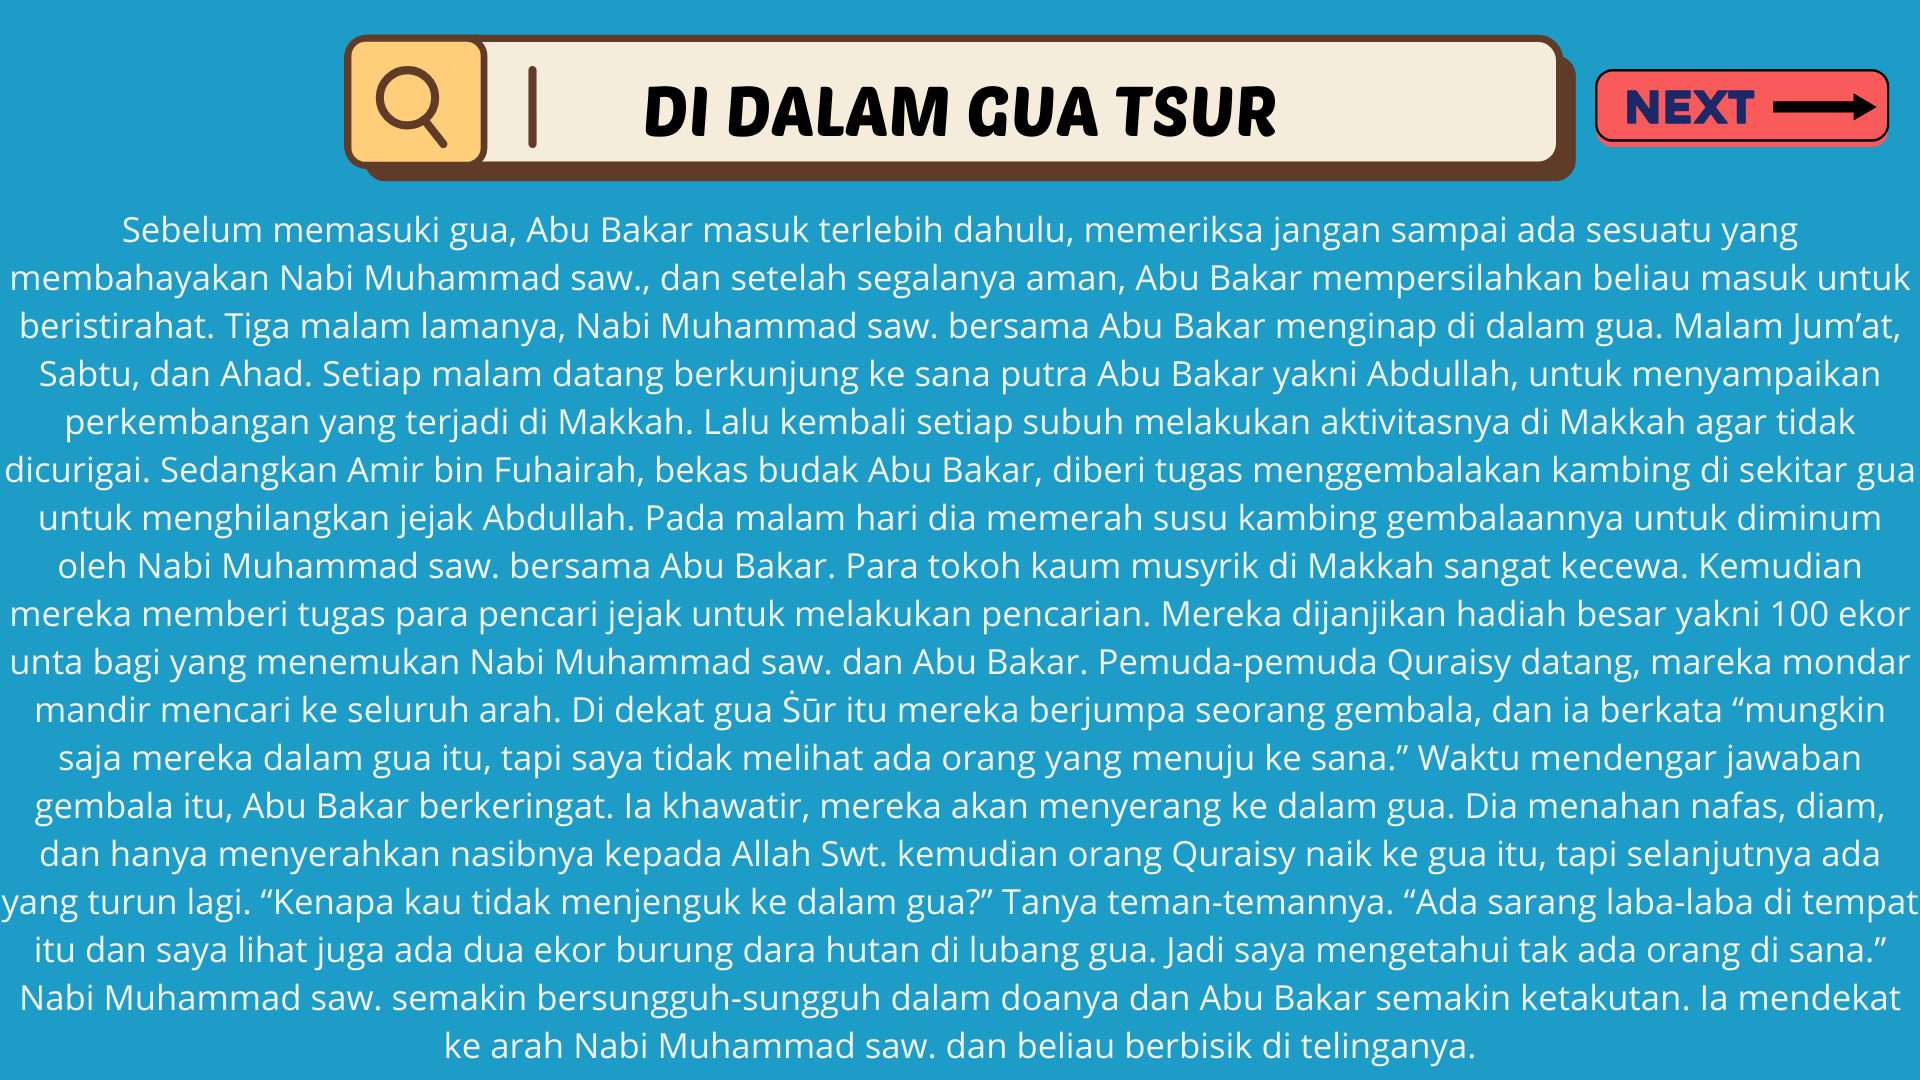 DI DALAM GUA TSUR
NEXT
Sebelum memasuki gua, Abu Bakar masuk terlebih dahulu, memeriksa jangan sampai ada sesuatu yang
membahayakan Nabi Muhammad saw., dan setelah segalanya aman, Abu Bakar mempersilahkan beliau masuk untuk
beristirahat. Tiga malam lamanya, Nabi Muhammad saw. bersama Abu Bakar menginap di dalam gua. Malam Jum’at,
Sabtu, dan Ahad. Setiap malam datang berkunjung ke sana putra Abu Bakar yakni Abdullah, untuk menyampaikan
perkembangan yang terjadi di Makkah. Lalu kembali setiap subuh melakukan aktivitasnya di Makkah agar tidak
dicurigai. Sedangkan Amir bin Fuhairah, bekas budak Abu Bakar, diberi tugas menggembalakan kambing di sekitar gua
untuk menghilangkan jejak Abdullah. Pada malam hari dia memerah susu kambing gembalaannya untuk diminum
oleh Nabi Muhammad saw. bersama Abu Bakar. Para tokoh kaum musyrik di Makkah sangat kecewa. Kemudian
mereka memberi tugas para pencari jejak untuk melakukan pencarian. Mereka dijanjikan hadiah besar yakni 100 ekor
unta bagi yang menemukan Nabi Muhammad saw. dan Abu Bakar. Pemuda-pemuda Quraisy datang, mareka mondar
mandir mencari ke seluruh arah. Di dekat gua Ṡūr itu mereka berjumpa seorang gembala, dan ia berkata “mungkin
saja mereka dalam gua itu, tapi saya tidak melihat ada orang yang menuju ke sana.” Waktu mendengar jawaban
gembala itu, Abu Bakar berkeringat. Ia khawatir, mereka akan menyerang ke dalam gua. Dia menahan nafas, diam,
dan hanya menyerahkan nasibnya kepada Allah Swt. kemudian orang Quraisy naik ke gua itu, tapi selanjutnya ada
yang turun lagi. “Kenapa kau tidak menjenguk ke dalam gua?” Tanya teman-temannya. “Ada sarang laba-laba di tempat
itu dan saya lihat juga ada dua ekor burung dara hutan di lubang gua. Jadi saya mengetahui tak ada orang di sana.”
Nabi Muhammad saw. semakin bersungguh-sungguh dalam doanya dan Abu Bakar semakin ketakutan. Ia mendekat
ke arah Nabi Muhammad saw. dan beliau berbisik di telinganya.